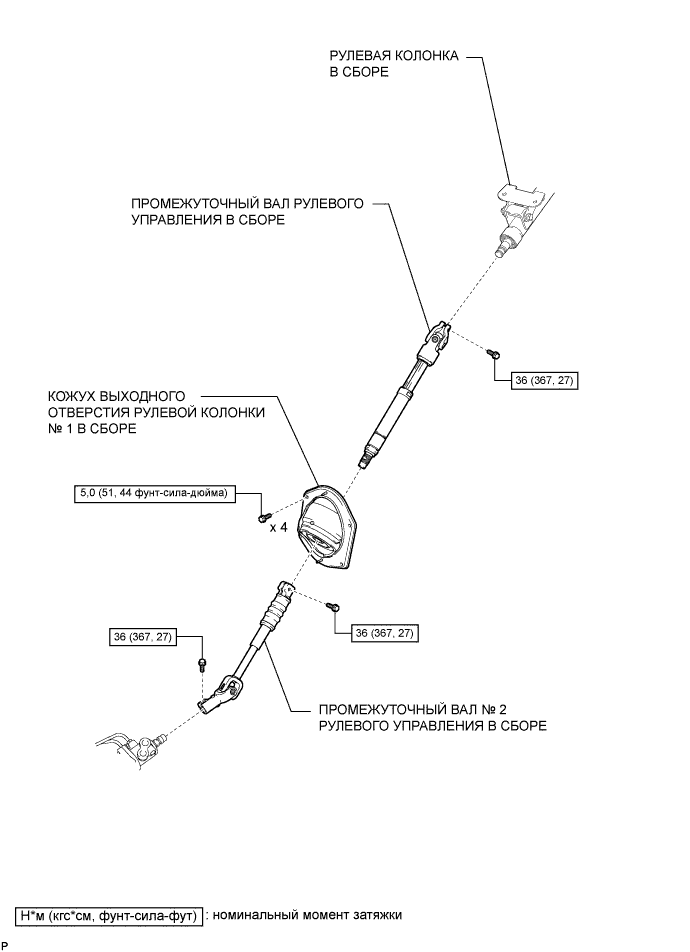 РУЛЕВАЯ КОЛОНКА
В СБОРЕ
ПРОМЕЖУТОЧНЫЙ ВАЛ РУЛЕВОГО
УПРАВЛЕНИЯ В СБОРЕ
36 (367, 27)
КОЖУХ ВЫХОДНОГО
ОТВЕРСТИЯ РУЛЕВОЙ КОЛОНКИ
№ 1 В СБОРЕ
5,0 (51, 44 фунт-сила-дюйма)
x 4
36 (367, 27)
36 (367, 27)
ПРОМЕЖУТОЧНЫЙ ВАЛ № 2
РУЛЕВОГО УПРАВЛЕНИЯ В СБОРЕ
Н*м (кгс*см, фунт-сила-фут) : номинальный момент затяжки
P